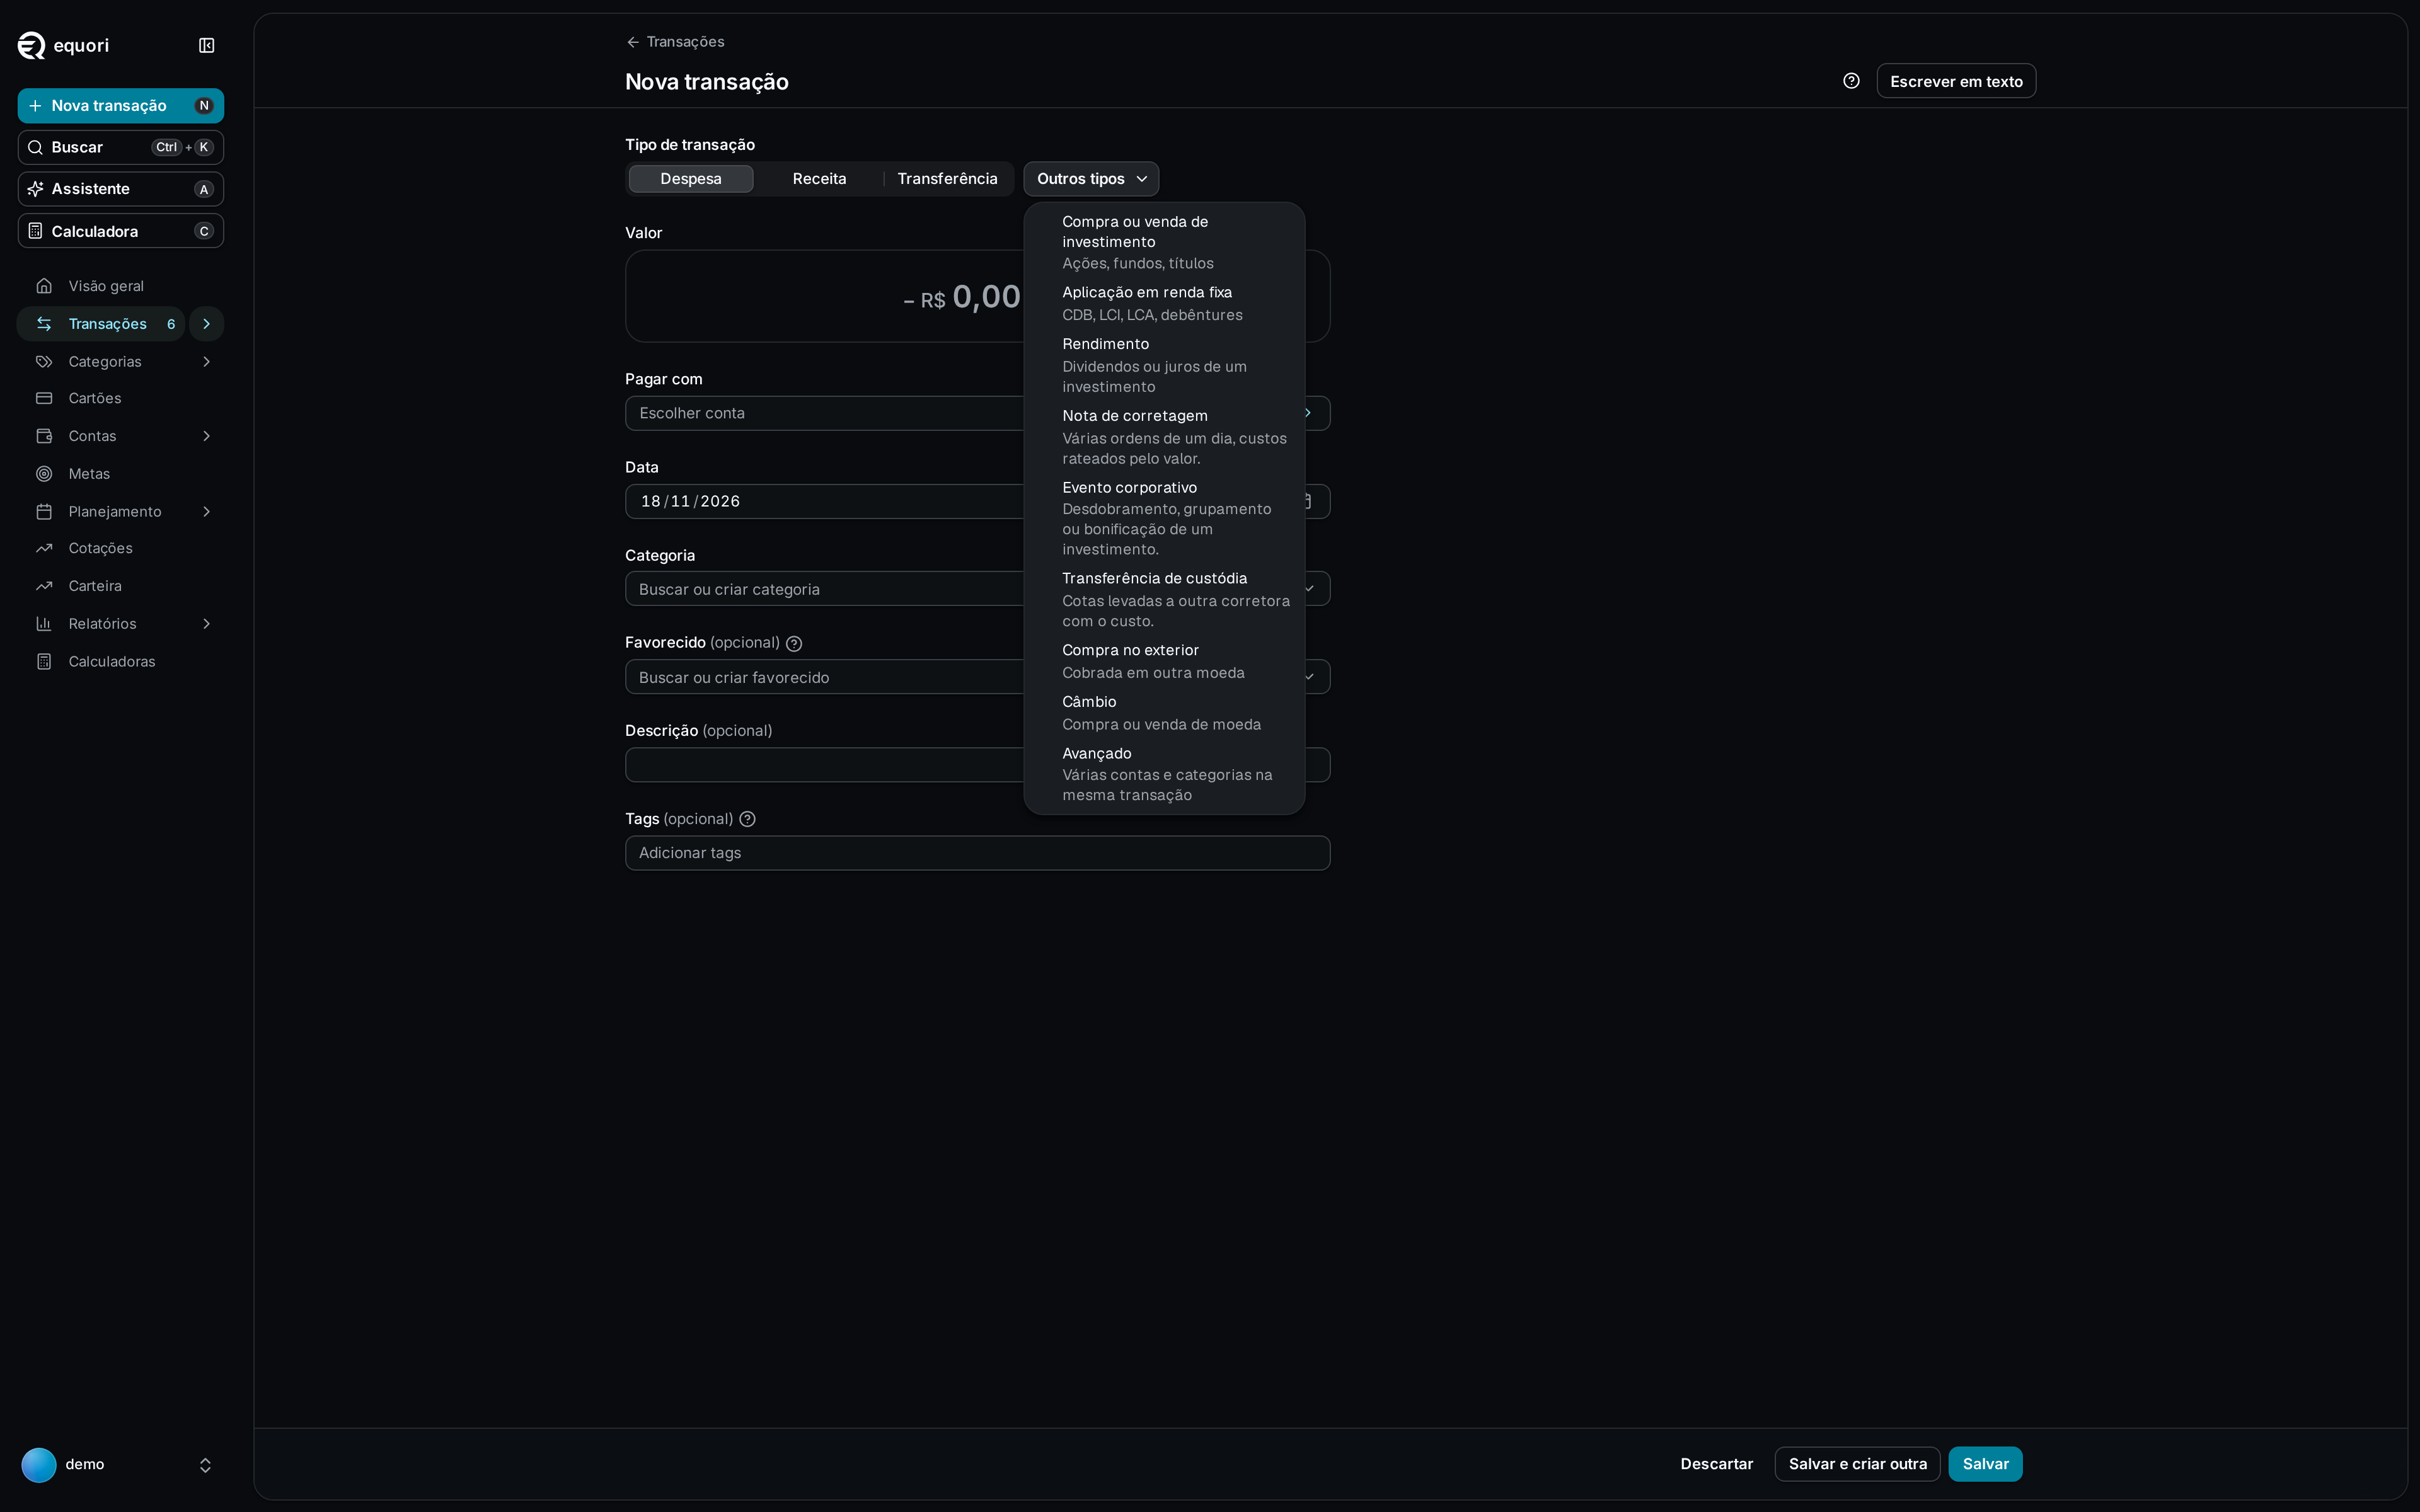 equori
Nova transação N
Buscar Ctrl + K
Assistente A
Calculadora C
Visão geral
Transações 6
Categorias
Cartões
Contas
Metas
Planejamento
Cotações
Carteira
Relatórios
Calculadoras
demo
Transações
Nova transação
Escrever em texto
Tipo de transação
Despesa Receita Transferência Outros tipos
Compra ou venda de
investimento
Ações, fundos, títulos
Aplicação em renda fixa
CDB, LCI, LCA, debêntures
Rendimento
Dividendos ou juros de um
investimento
Nota de corretagem
Várias ordens de um dia, custos
rateados pelo valor.
Evento corporativo
Desdobramento, grupamento
ou bonificação de um
investimento.
Transferência de custódia
Cotas levadas a outra corretora
com o custo.
Compra no exterior
Cobrada em outra moeda
Câmbio
Compra ou venda de moeda
Avançado
Várias contas e categorias na
mesma transação
Valor
– R$ 0,00
Pagar com
Escolher conta
Data
18/11/2026
Categoria
Buscar ou criar categoria
Favorecido (opcional)
Buscar ou criar favorecido
Descrição (opcional)
Tags (opcional)
Adicionar tags
Descartar Salvar e criar outra Salvar